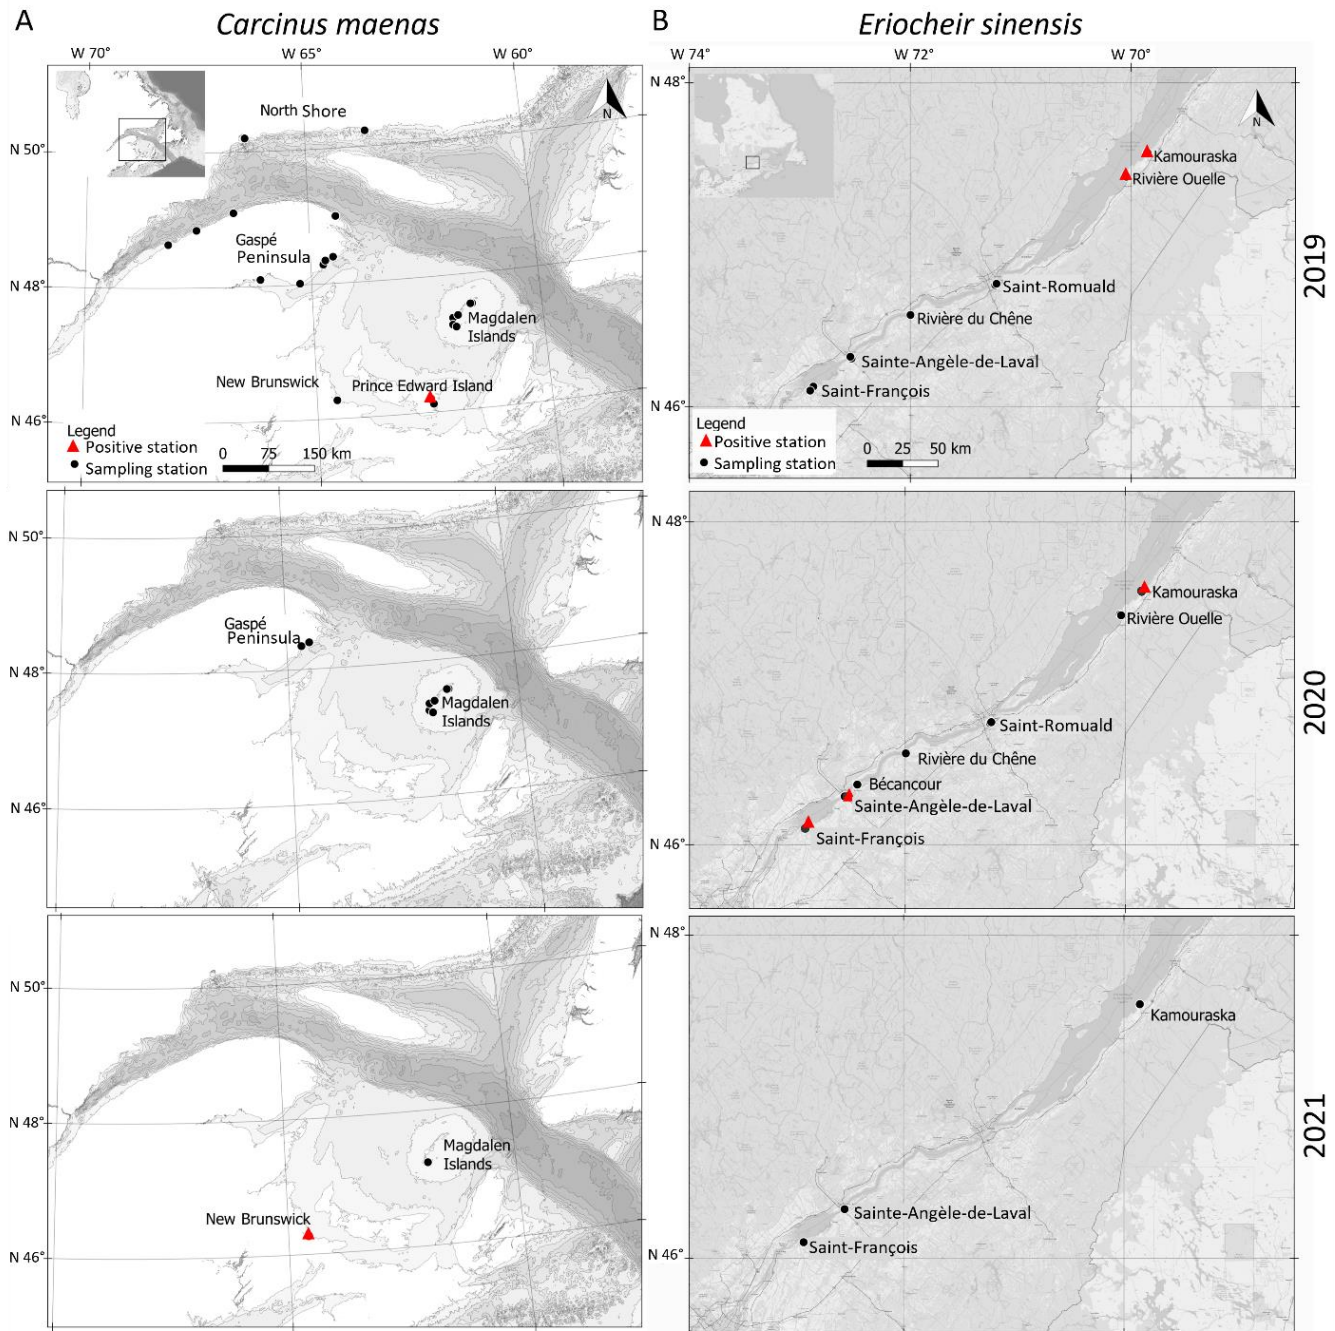 A
Carcinus maenas
W 70°
W 65°
W 60°
North Shore
N
N 50°
Gaspé
Peninsula
N 48°
Magdalen
Islands
New Brunswick
Prince Edward Island
N 46°
Legend
Positive station
Sampling station
0 75 150 km
N 50°
Gaspé
Peninsula
N 48°
Magdalen
Islands
N 46°
N 50°
N 48°
Magdalen
Islands
New Brunswick
N 46°
B
Eriocheir sinensis
W 74°
W 72°
W 70°
N 48°
N
Kamouraska
Rivière Ouelle
Saint-Romuald
Rivière du Chêne
Sainte-Angèle-de-Laval
Saint-François
N 46°
Legend
Positive station
Sampling station
0 25 50 km
2019
N 48°
Kamouraska
Rivière Ouelle
Saint-Romuald
Rivière du Chêne
Bécancour
Sainte-Angèle-de-Laval
Saint-François
N 46°
2020
N 48°
Kamouraska
Sainte-Angèle-de-Laval
Saint-François
N 46°
2021